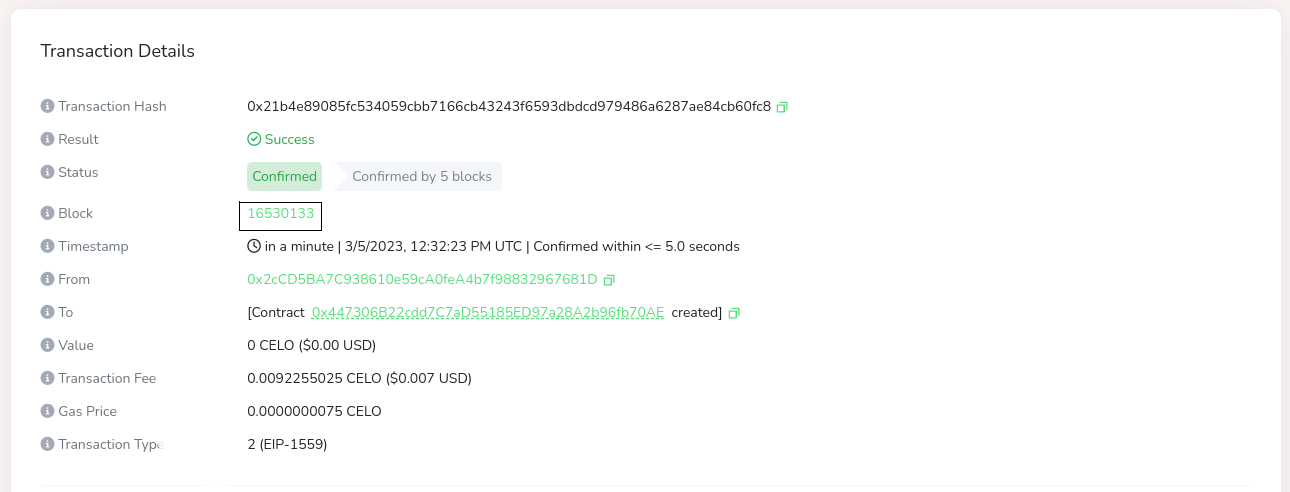 Transaction Details
Transaction Hash 0x21b4e89085fc534059cbb7166cb43243f6593dbdcd979486a6287ae84cb60fc8
Result Success
Status Confirmed Confirmed by 5 blocks
Block 16530133
Timestamp in a minute | 3/5/2023, 12:32:23 PM UTC | Confirmed within <= 5.0 seconds
From 0x2cCD5BA7C938610e59cA0feA4b7f98832967681D
To [Contract 0x447306B22cdd7C7aD55185ED97a28A2b96fb70AE created]
Value 0 CELO ($0.00 USD)
Transaction Fee 0.0092255025 CELO ($0.007 USD)
Gas Price 0.0000000075 CELO
Transaction Type 2 (EIP-1559)